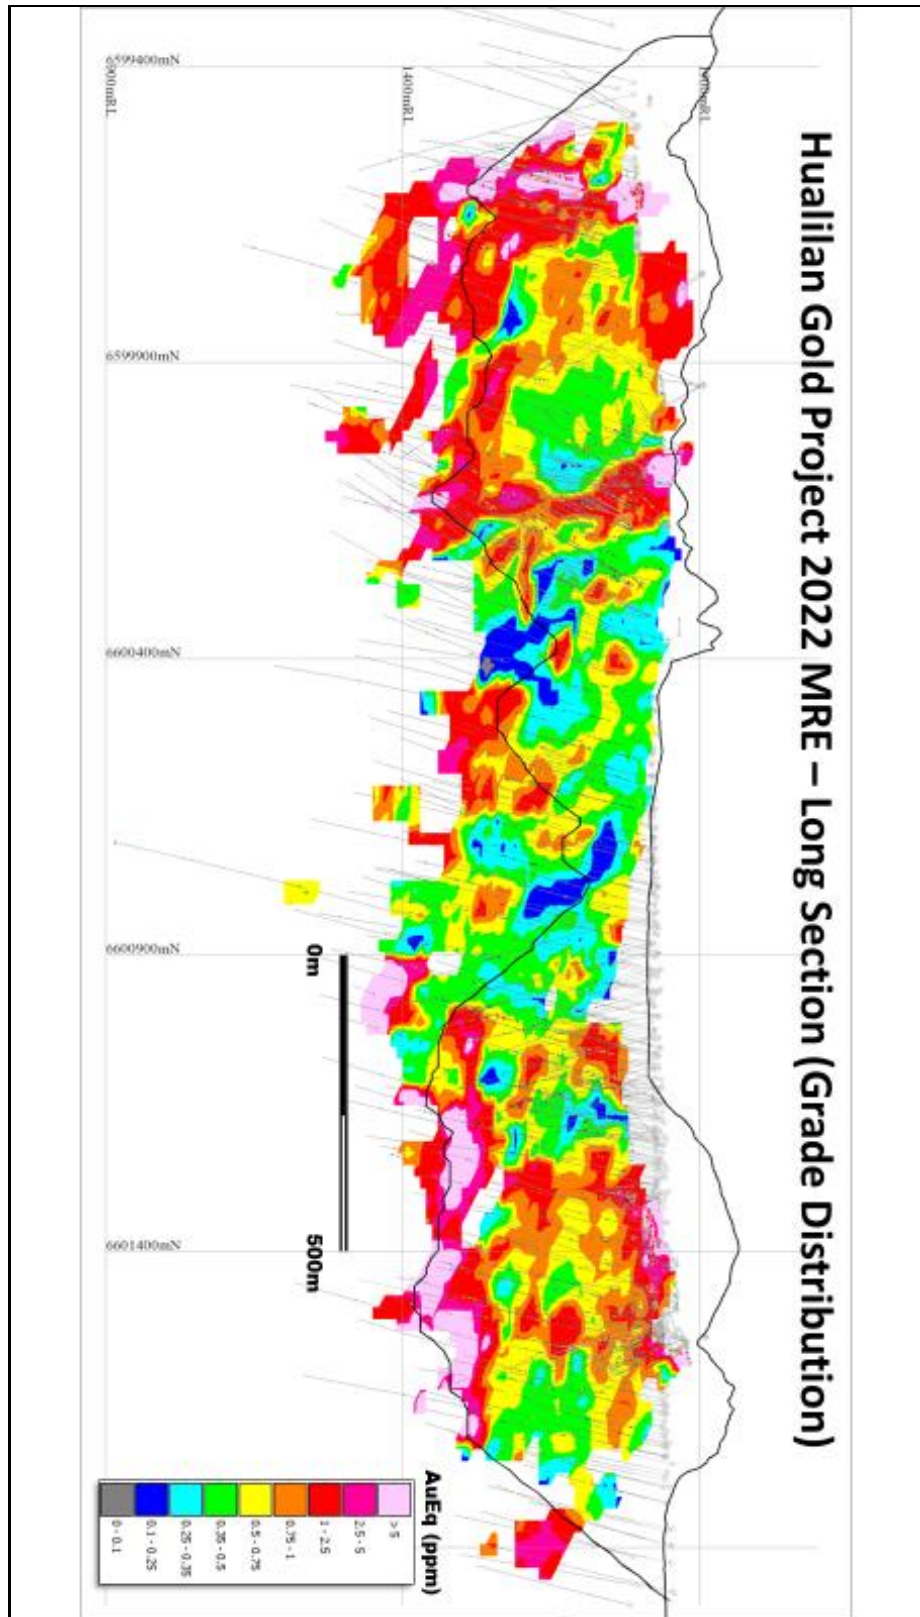 Hualilan Gold Project 2022 MRE – Long Section (Grade Distribution)
6599400mN
6599900mN
6600400mN
6600900mN
6601400mN
900mRL
1400mRL
0m
500m
AuEq (ppm)
> 5
2.5 - 5
1 - 2.5
0.75 - 1
0.5 - 0.75
0.35 - 0.5
0.25 - 0.35
0.1 - 0.25
0 - 0.1